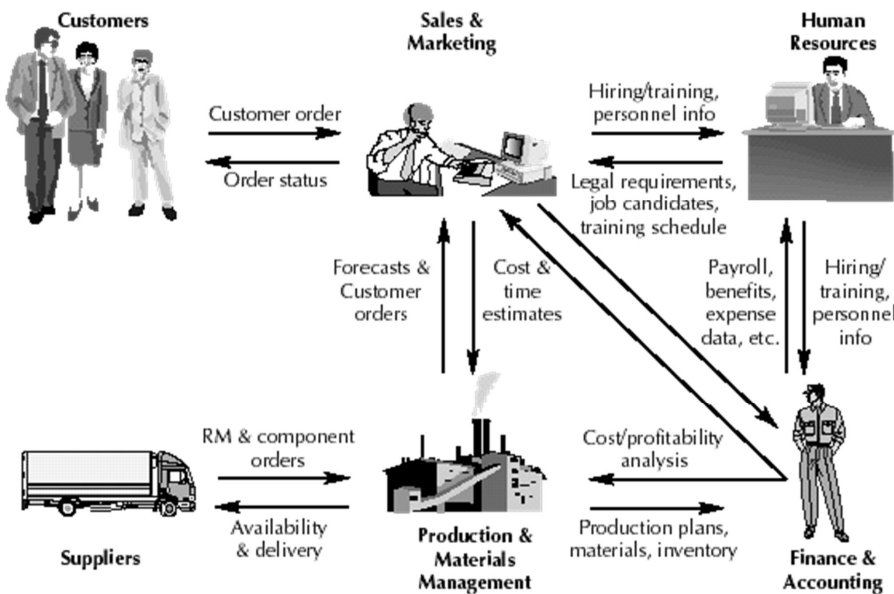 Customers
Sales &
Marketing
Human
Resources
Customer order
Order status
Hiring/training,
personnel info
Legal requirements,
job candidates,
training schedule
Forecasts &
Customer
orders
Cost &
time
estimates
Payroll,
benefits,
expense
data, etc.
Hiring/
training,
personnel
info
RM & component
orders
Availability
& delivery
Cost/profitability
analysis
Production plans,
materials, inventory
Suppliers
Production &
Materials
Management
Finance &
Accounting